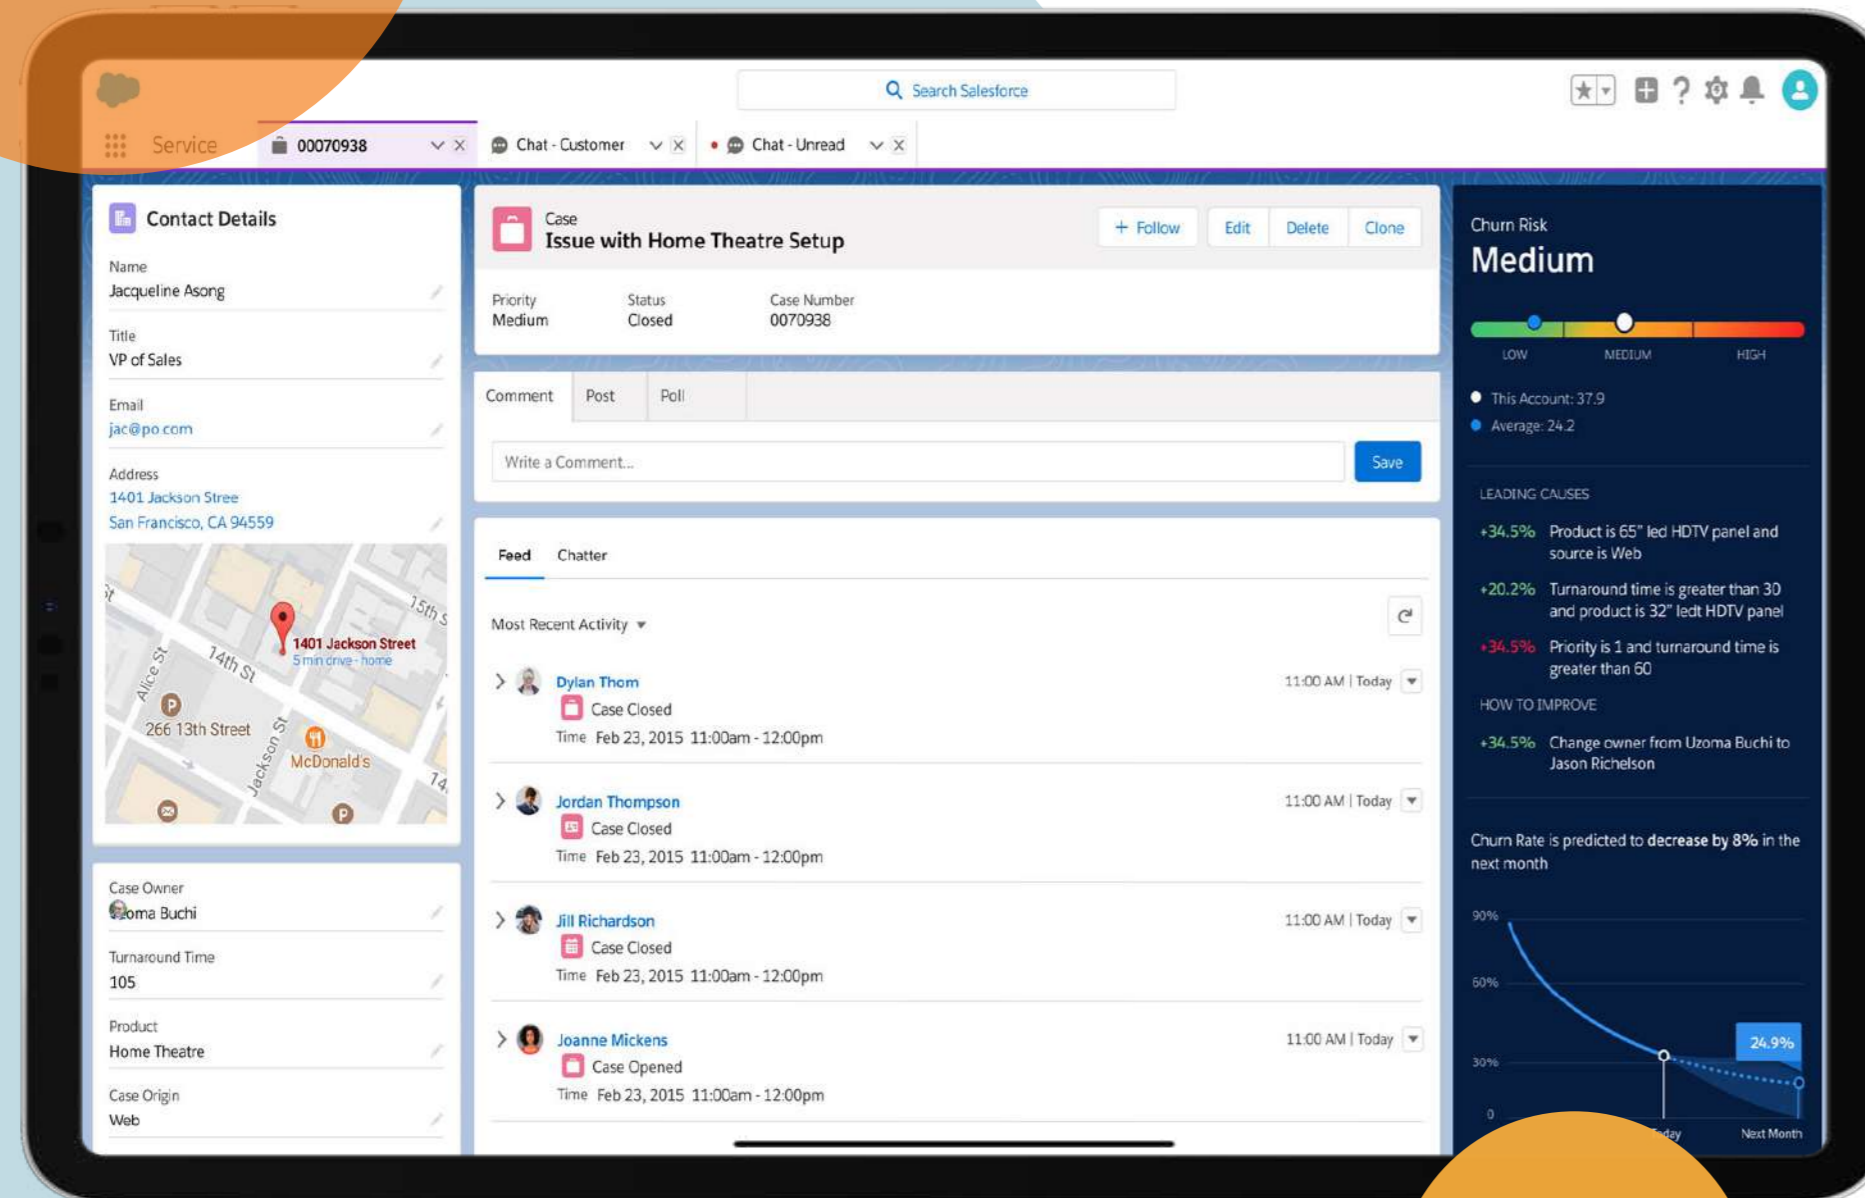 Search Salesforce
Service
00070938
Chat - Customer
Chat - Unread
Contact Details
Name
Jacqueline Asong
Title
VP of Sales
Email
jac@po.com
Address
1401 Jackson Stree
San Francisco, CA 94559
15th S
1401 Jackson Street
5 min drive - home
14th St
Alice St
P
266 13th Street
Jackson St
McDonald's
14
P
Case Owner
oma Buchi
Turnaround Time
105
Product
Home Theatre
Case Origin
Web
Case
Issue with Home Theatre Setup
+ Follow
Edit
Delete
Clone
Priority
Medium
Status
Closed
Case Number
0070938
Comment
Post
Poll
Write a Comment...
Save
Feed
Chatter
Most Recent Activity
Dylan Thom
11:00 AM | Today
Case Closed
Time Feb 23, 2015 11:00am - 12:00pm
Jordan Thompson
11:00 AM | Today
Case Closed
Time Feb 23, 2015 11:00am - 12:00pm
Jill Richardson
11:00 AM | Today
Case Closed
Time Feb 23, 2015 11:00am - 12:00pm
Joanne Mickens
11:00 AM | Today
Case Opened
Time Feb 23, 2015 11:00am - 12:00pm
Churn Risk
Medium
LOW MEDIUM HIGH
This Account: 37.9
Average: 24.2
LEADING CAUSES
+34.5% Product is 65" led HDTV panel and
source is Web
+20.2% Turnaround time is greater than 30
and product is 32" ledt HDTV panel
+34.5% Priority is 1 and turnaround time is
greater than 60
HOW TO IMPROVE
+34.5% Change owner from Uzoma Buchi to
Jason Richelson
Churn Rate is predicted to decrease by 8% in the
next month
90%
60%
24.9%
30%
0
Today
Next Month